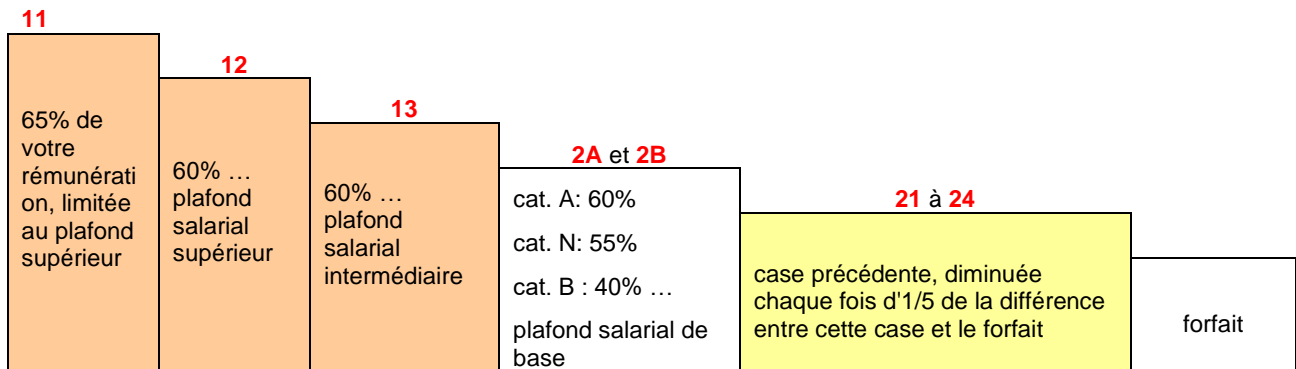 11
65% de
votre
rémunérati
on, limitée
au plafond
supérieur
12
60% …
plafond
salarial
supérieur
13
60% …
plafond
salarial
intermédiaire
2A et 2B
cat. A: 60%
cat. N: 55%
cat. B : 40% …
plafond salarial de
base
21 à 24
case précédente, diminuée
chaque fois d'1/5 de la différence
entre cette case et le forfait
forfait